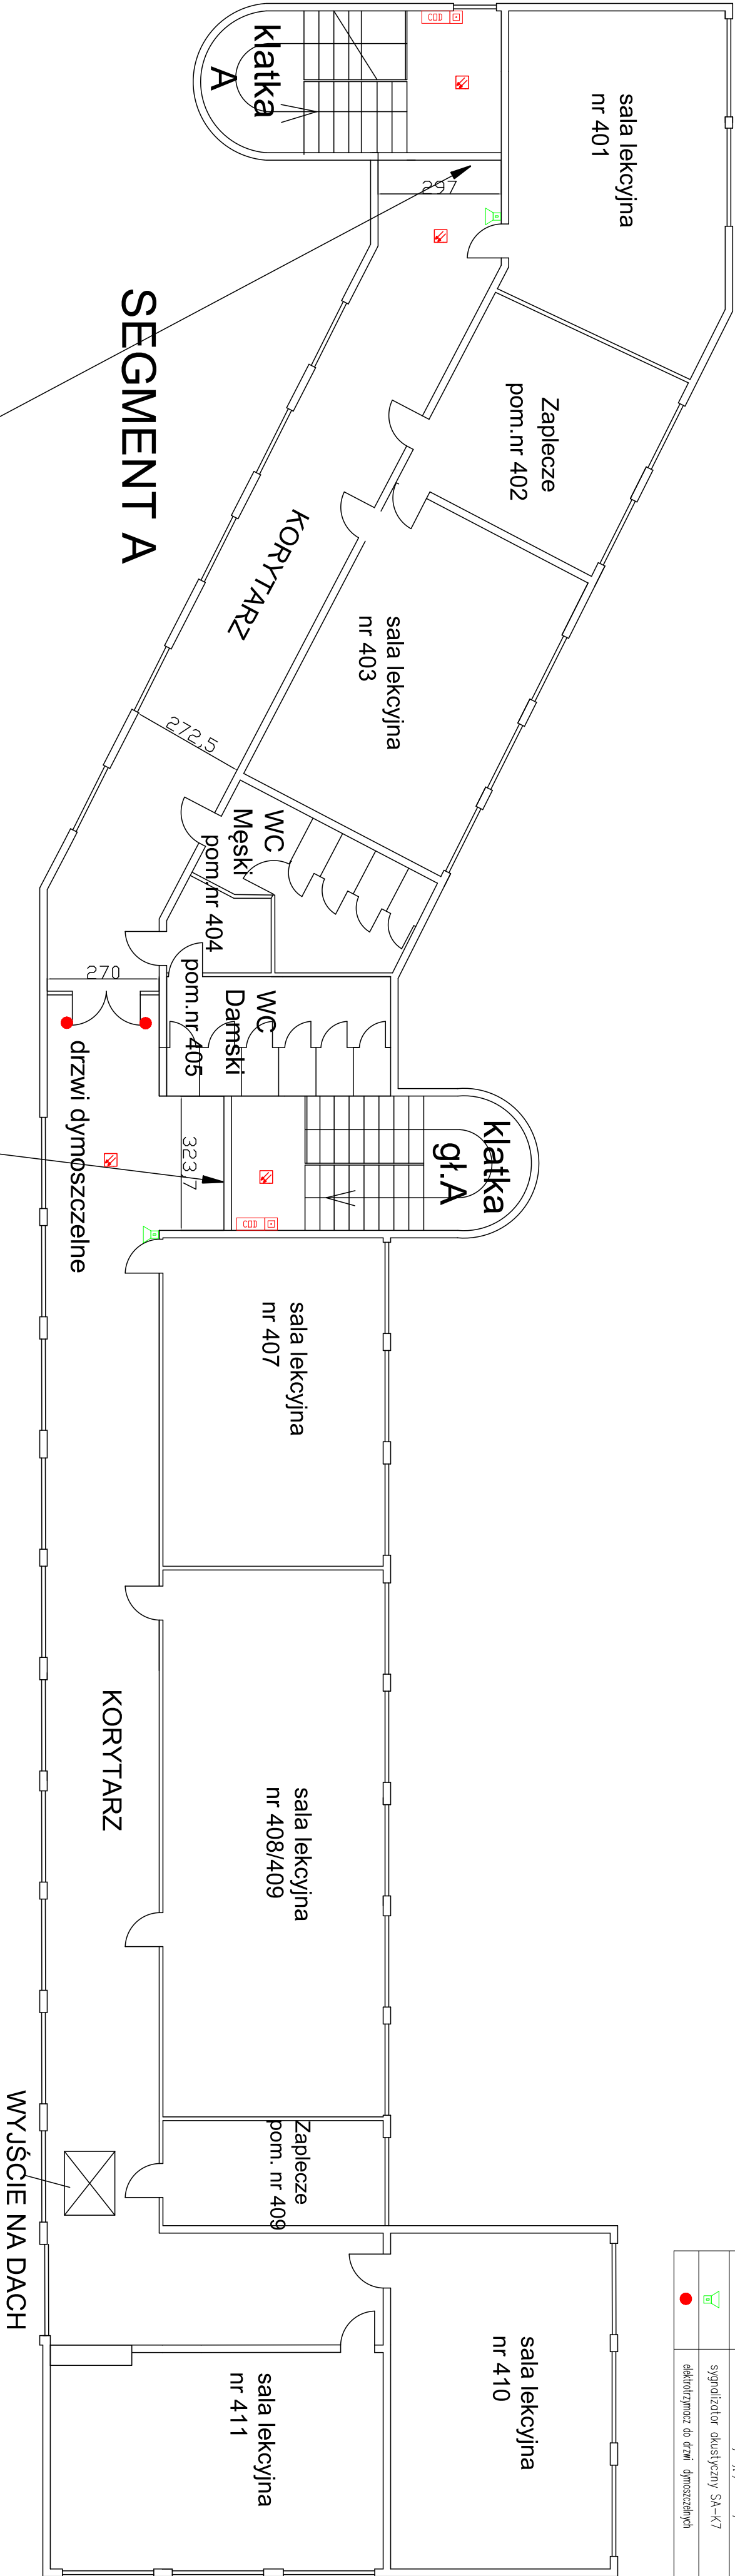 klatka
A
COD
sala lekcyjna
nr 401
297
SEGMENT A
Zaplecze
pom.nr 402
KORYTARZ
sala lekcyjna
nr 403
272,5
WC
Męski
pom.nr 404
270
WC
Damski
pom.nr 405
drzwi dymoszczelne
323,7
klatka
gł.A
COD
sala lekcyjna
nr 407
KORYTARZ
sala lekcyjna
nr 408/409
Zaplecze
pom. nr 409
WYJŚCIE NA DACH
sala lekcyjna
nr 410
sala lekcyjna
nr 411
sygnalizator akustyczny SA-K7
elektrotrzymacz do drzwi dymoszczelnych